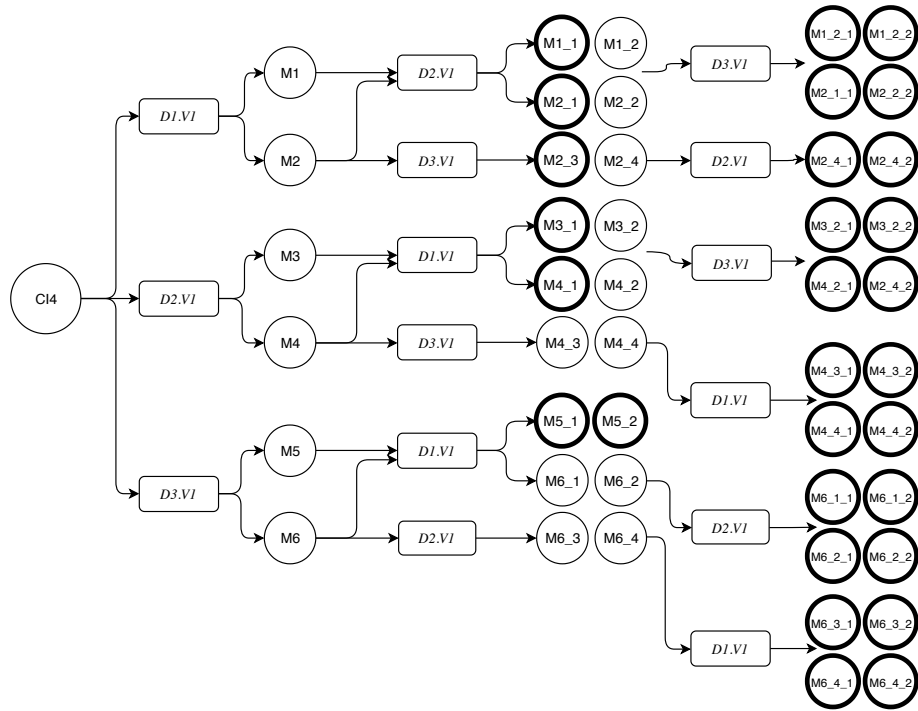 M1_1 M1_2
M1_2_1 M1_2_2
M1
D2.V1
D3.V1
M2_1 M2_2
M2_1_1 M2_2_2
D1.V1
M2
D3.V1
M2_3 M2_4
D2.V1
M2_4_1 M2_4_2
M3_1 M3_2
M3_2_1 M3_2_2
M3
D1.V1
D3.V1
M4_1 M4_2
M4_2_1 M2_4_2
CI4
D2.V1
M4
D3.V1
M4_3 M4_4
M4_3_1 M4_3_2
D1.V1
M4_4_1 M4_4_2
M5_1 M5_2
M5
D1.V1
M6_1 M6_2
M6_1_1 M6_1_2
D3.V1
D2.V1
M6
D2.V1
M6_3 M6_4
M6_2_1 M6_2_2
M6_3_1 M6_3_2
D1.V1
M6_4_1 M6_4_2